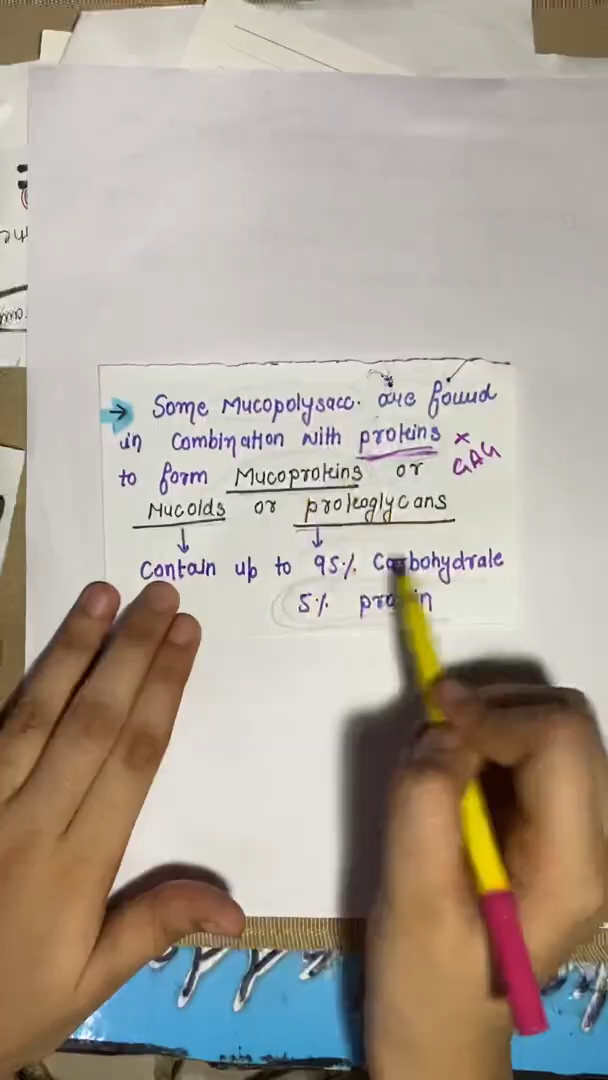 → Some Mucopolysacc. are found
in combination with proteins
× GAG
to form Mucoproteins or
Mucoids or proteoglycans
↓ ↓
Contain up to 95% Carbohydrate
5% protein